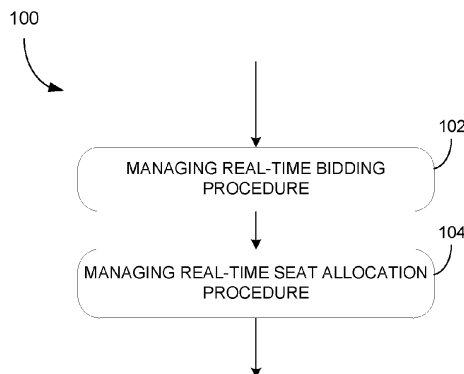 100
102
MANAGING REAL-TIME BIDDING
PROCEDURE
104
MANAGING REAL-TIME SEAT ALLOCATION
PROCEDURE